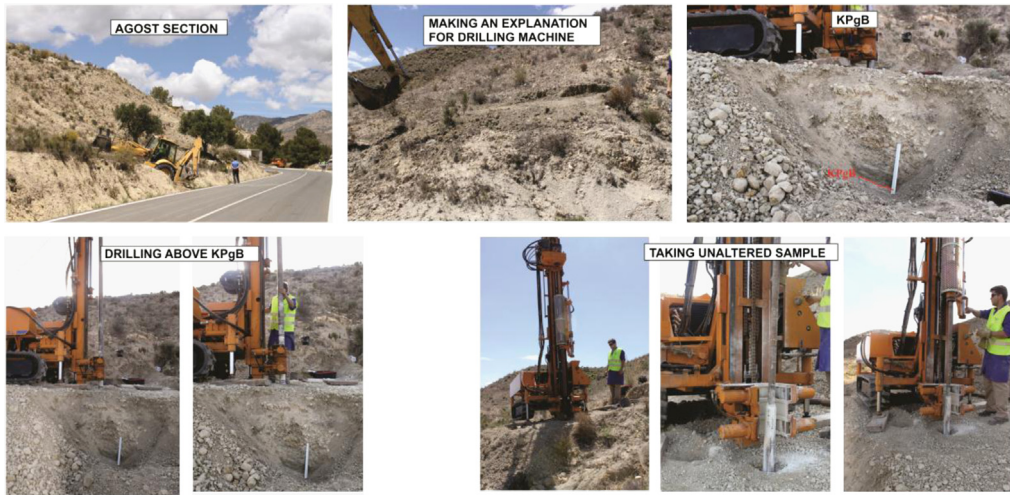 AGOST SECTION
MAKING AN EXPLANATION
FOR DRILLING MACHINE
KPgB
KPgB
DRILLING ABOVE KPgB
TAKING UNALTERED SAMPLE